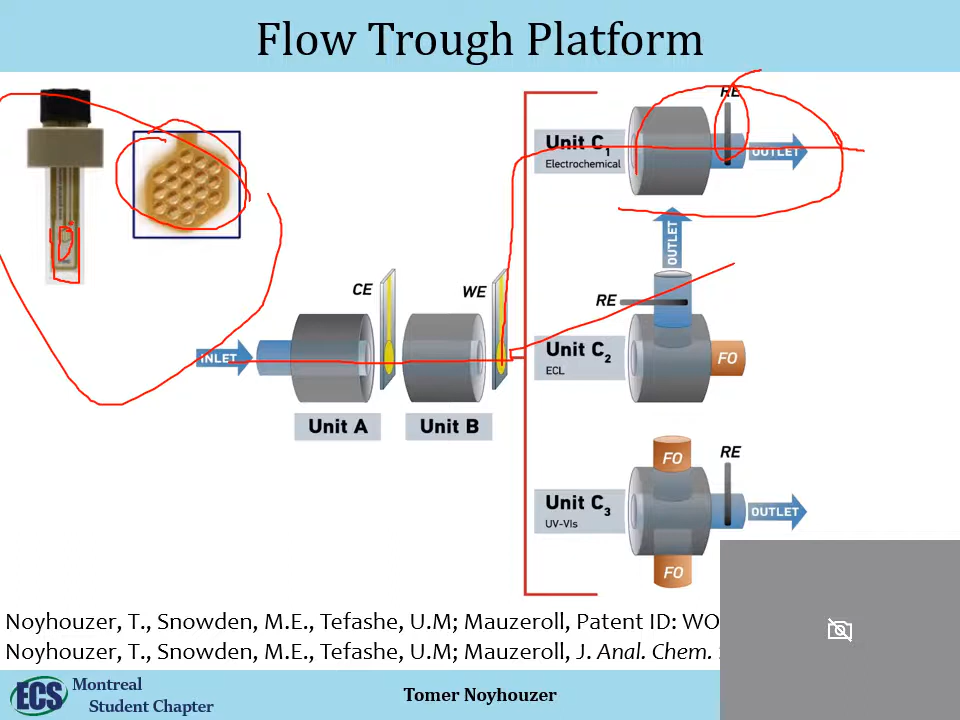 Flow Trough Platform
RE
Unit C1
Electrochemical
OUTLET
OUTLET
CE
WE
RE
INLET
Unit C2
ECL
FO
Unit A
Unit B
FO
RE
Unit C3
UV-VIs
OUTLET
FO
Noyhouzer, T., Snowden, M.E., Tefashe, U.M; Mauzeroll, Patent ID: WO
Noyhouzer, T., Snowden, M.E., Tefashe, U.M; Mauzeroll, J. Anal. Chem.
ECS Montreal
Student Chapter
Tomer Noyhouzer